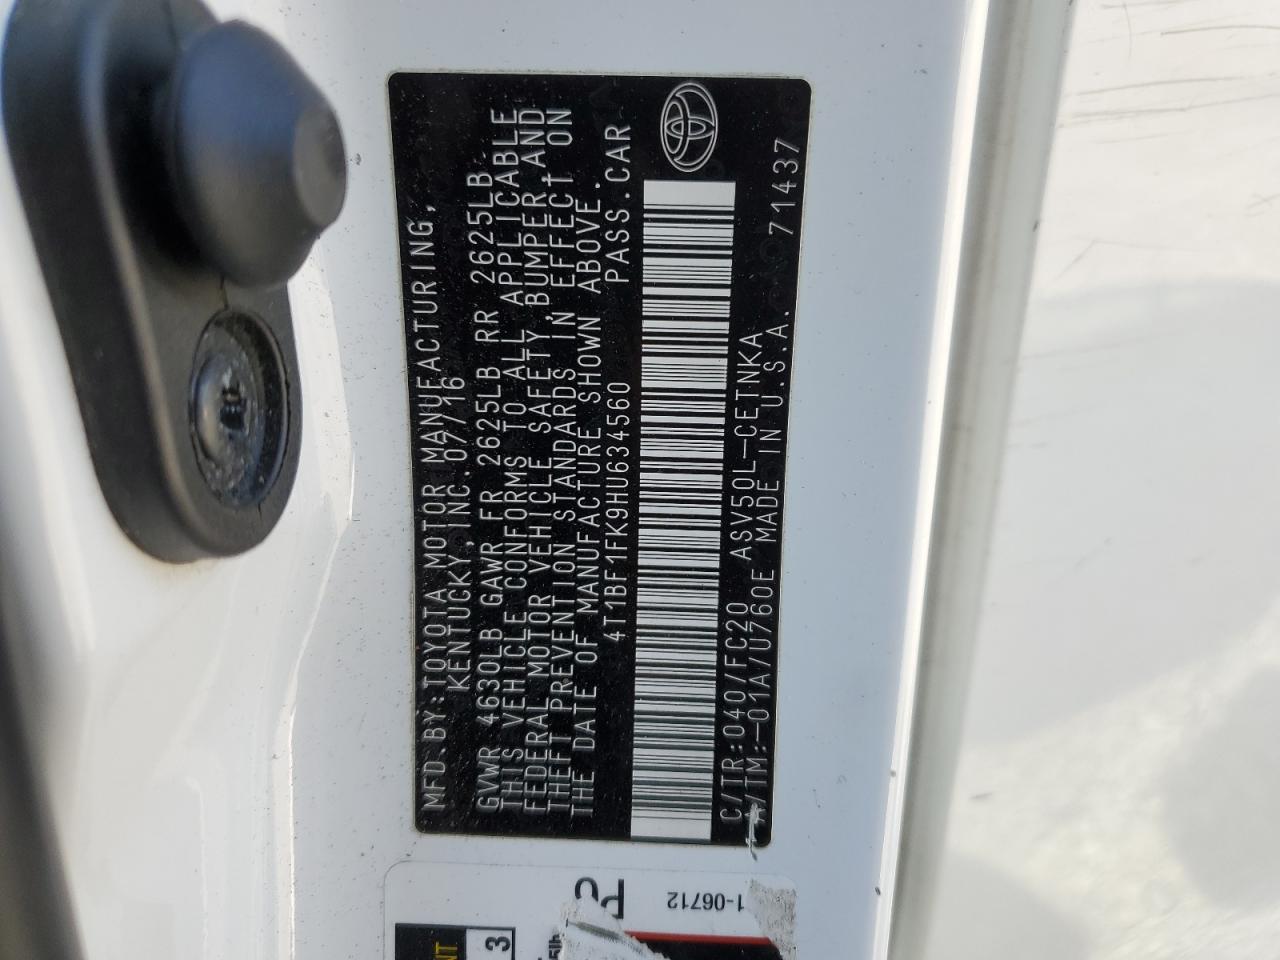 MFD.BY:TOYOTA MOTOR MANUFACTURING,
KENTUCKY,INC. 07/16
GVWR 4630LB GAWR FR 2625LB RR 2625LB
THIS VEHICLE CONFORMS TO ALL APPLICABLE
FEDERAL MOTOR VEHICLE SAFETY,BUMPER,AND
THEFT PREVENTION STANDARDS IN EFFECT ON
THE DATE OF MANUFACTURE SHOWN ABOVE.
4T1BF1FK9HU634560 PASS.CAR
C/TR:040/FC20 ASV50L-CETNKA
A/TM:-01A/U760E MADE IN U.S.A. 71437
1-06712
3